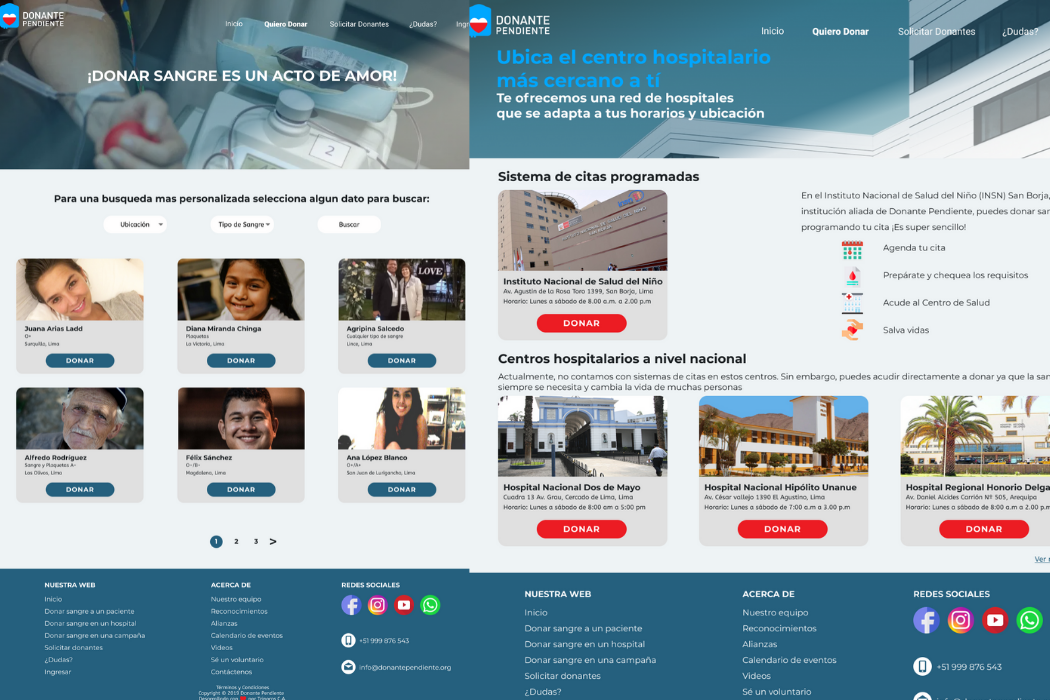 DONANTE
PENDIENTE
Inicio
Quiero Donar
Solicitar Donantes
¿Dudas?
Ingr
¡DONAR SANGRE ES UN ACTO DE AMOR!
2
Para una busqueda mas personalizada selecciona algun dato para buscar:
Ubicación
Tipo de Sangre
Buscar
Juana Arias Ladd
O+
Surquillo, Lima
DONAR
Diana Miranda Chinga
Plaquetas
La Victoria, Lima
DONAR
LOVE
Agripina Salcedo
Cualquier tipo de sangre
Lince, Lima
DONAR
Alfredo Rodríguez
Sangre y Plaquetas A-
Los Olivos, Lima
DONAR
Félix Sánchez
O-/B-
Magdalena, Lima
DONAR
Ana López Blanco
O+/A+
San Juan de Lurigancho, Lima
DONAR
1 2 3 >
NUESTRA WEB
Inicio
Donar sangre a un paciente
Donar sangre en un hospital
Donar sangre en una campaña
Solicitar donantes
¿Dudas?
Ingresar
ACERCA DE
Nuestro equipo
Reconocimientos
Alianzas
Calendario de eventos
Videos
Sé un voluntario
Contáctenos
REDES SOCIALES
+51 999 876 543
info@donantependiente.org
Términos y Condiciones
Copyright © 2019 Donante Pendiente
DONANTE
PENDIENTE
Inicio
Quiero Donar
Solicitar Donantes
¿Dudas?
Ubica el centro hospitalario
más cercano a tí
Te ofrecemos una red de hospitales
que se adapta a tus horarios y ubicación
Sistema de citas programadas
Instituto Nacional de Salud del Niño
Av. Agustín de la Rosa Toro 1399, San Borja, Lima
Horario: Lunes a sábado de 8.00 a.m. a 2.00 p.m
DONAR
En el Instituto Nacional de Salud del Niño (INSN) San Borja,
institución aliada de Donante Pendiente, puedes donar san
programando tu cita ¡Es super sencillo!
Agenda tu cita
Prepárate y chequea los requisitos
Acude al Centro de Salud
Salva vidas
Centros hospitalarios a nivel nacional
Actualmente, no contamos con sistemas de citas en estos centros. Sin embargo, puedes acudir directamente a donar ya que la san
siempre se necesita y cambia la vida de muchas personas
Hospital Nacional Dos de Mayo
Cuadra 13 Av. Grau, Cercado de Lima, Lima
Horario: Lunes a sábado de 8:00 am a 5:00 pm
DONAR
Hospital Nacional Hipólito Unanue
Av. César vallejo 1390 El Agustino, Lima
Horario: Lunes a sábado de 7:00 a.m a 3.00 p.m
DONAR
Hospital Regional Honorio Delga
Av. Daniel Alcides Carrión Nº 505, Arequipa
Horario: Lunes a sábado de 8:00 a.m a 2.00 p.m
DONAR
Ver
NUESTRA WEB
Inicio
Donar sangre a un paciente
Donar sangre en un hospital
Donar sangre en una campaña
Solicitar donantes
¿Dudas?
ACERCA DE
Nuestro equipo
Reconocimientos
Alianzas
Calendario de eventos
Videos
Sé un voluntario
REDES SOCIALES
+51 999 876 543